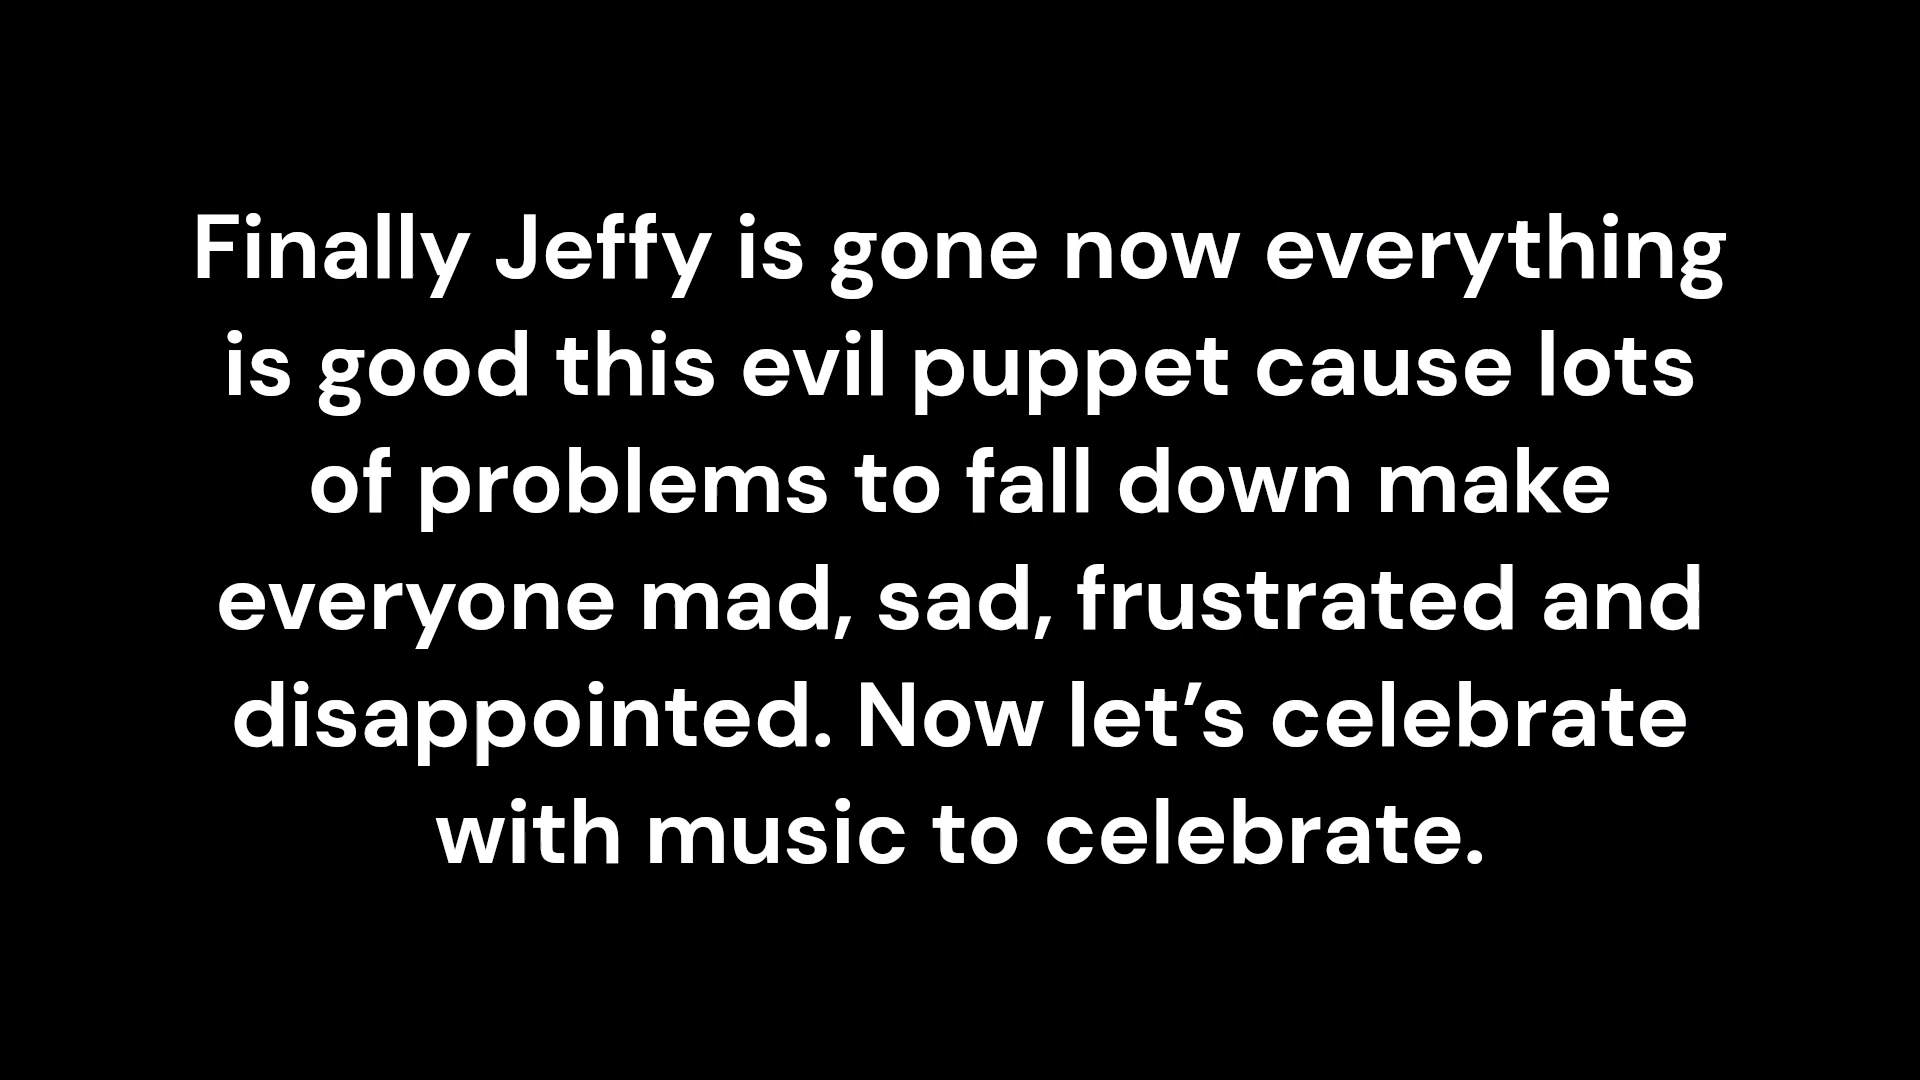 Finally Jeffy is gone now everything
is good this evil puppet cause lots
of problems to fall down make
everyone mad, sad, frustrated and
disappointed. Now let’s celebrate
with music to celebrate.